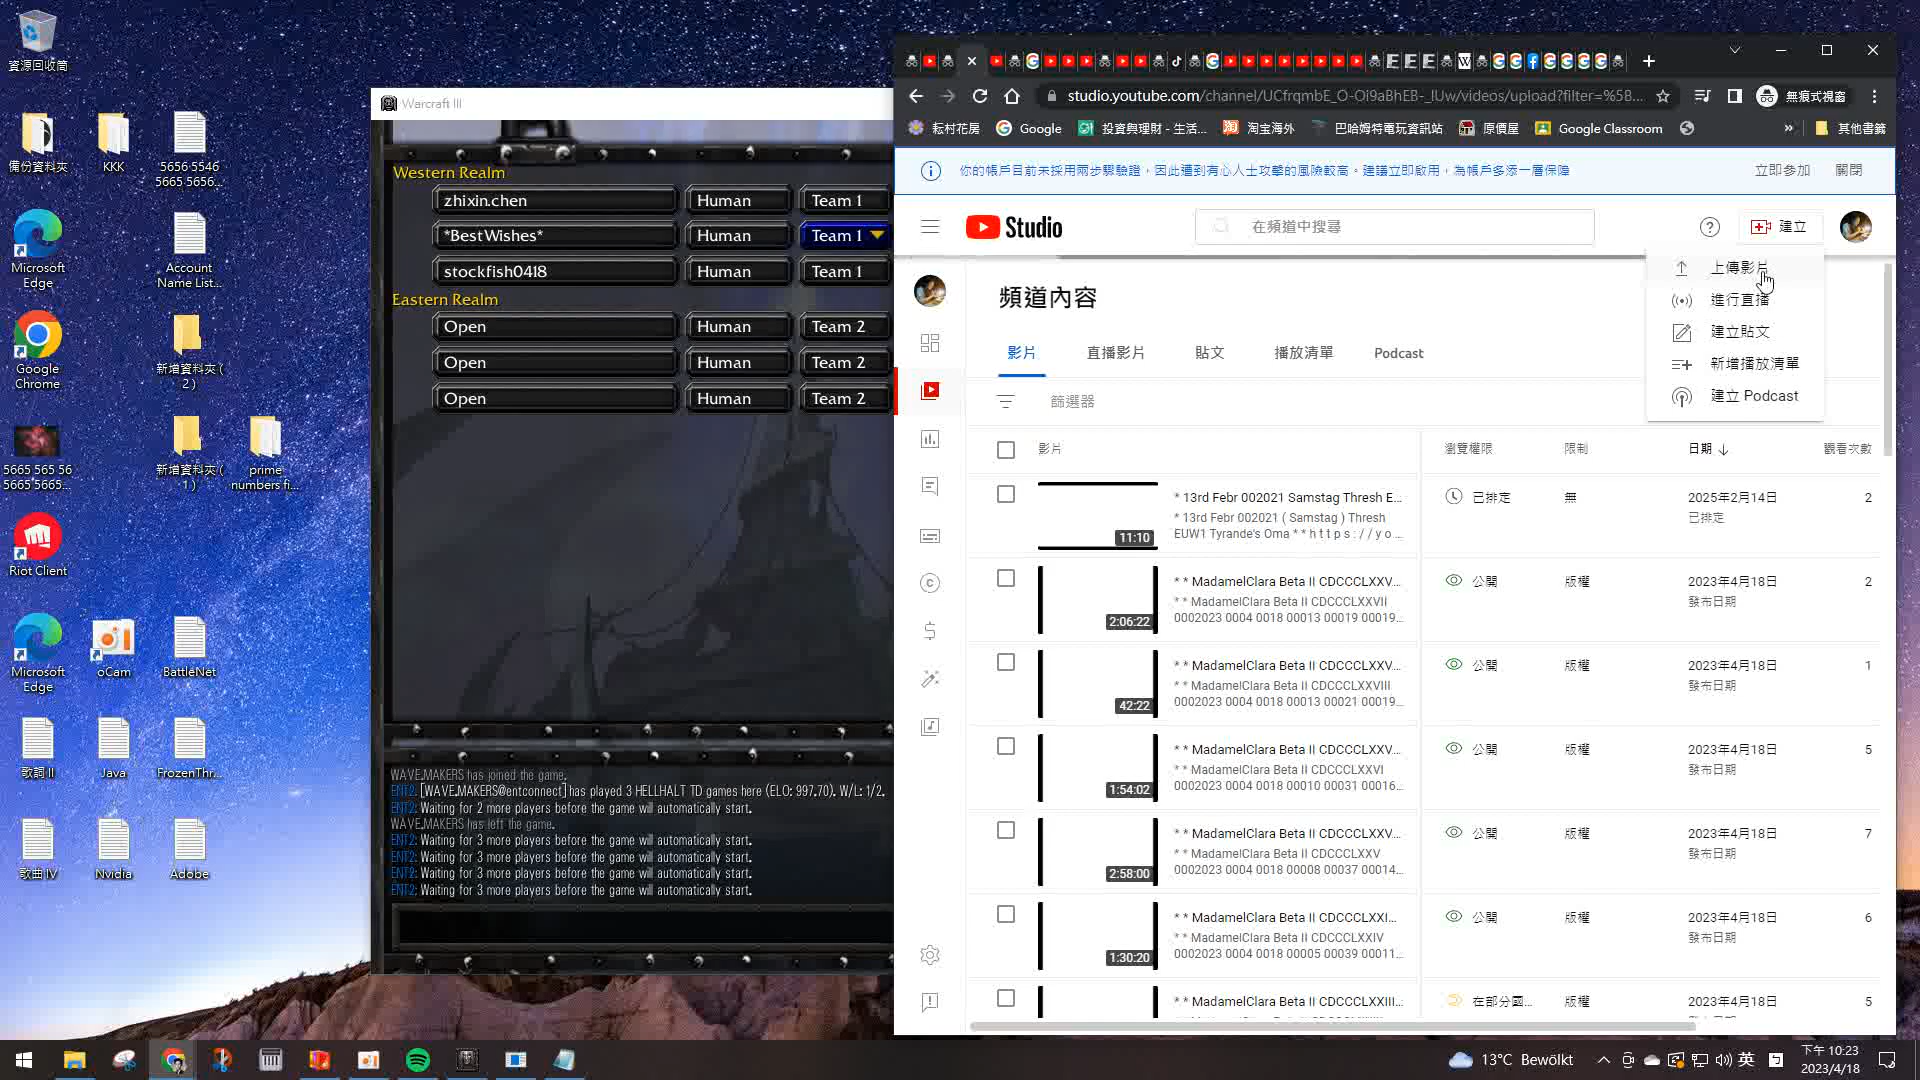 資源回收筒
備份資料夾
KKK
5656 5546
5665 5656...
Microsoft
Edge
Account
Name List...
Google
Chrome
新增資料夾 (
2 )
5665 565 56
5665 5665...
新增資料夾 (
1 )
prime
numbers fi...
Riot Client
Microsoft
Edge
oCam
BattleNet
歌詞 II
Java
FrozenThr...
歌曲 IV
Nvidia
Adobe
Warcraft III
Western Realm
zhixin.chen Human Team 1
*BestWishes* Human Team 1
stockfish0418 Human Team 1
Eastern Realm
Open Human Team 2
Open Human Team 2
Open Human Team 2
WAVE.MAKERS has joined the game.
ENT2: [WAVE.MAKERS@entconnect] has played 3 HELLHALT TD games here (ELO: 997.70). W/L: 1/2.
ENT2: Waiting for 2 more players before the game will automatically start.
WAVE.MAKERS has left the game.
ENT2: Waiting for 3 more players before the game will automatically start.
ENT2: Waiting for 3 more players before the game will automatically start.
ENT2: Waiting for 3 more players before the game will automatically start.
ENT2: Waiting for 3 more players before the game will automatically start.
studio.youtube.com/channel/UCfrqmbE_O-Oi9aBhEB-_lUw/videos/upload?filter=%5B...
無痕式視窗
耘村花房 Google 投資與理財 - 生活... 淘宝海外 巴哈姆特電玩資訊站 原價屋 Google Classroom » 其他書籤
你的帳戶目前未採用兩步驟驗證，因此遭到有心人士攻擊的風險較高。建議立即啟用，為帳戶多添一層保障 立即參加 關閉
Studio
在頻道中搜尋
建立
上傳影片
進行直播
建立貼文
新增播放清單
建立 Podcast
頻道內容
影片 直播影片 貼文 播放清單 Podcast
篩選器
影片 瀏覽權限 限制 日期 觀看次數
11:10
* 13rd Febr 002021 Samstag Thresh E...
* 13rd Febr 002021 ( Samstag ) Thresh
EUW1 Tyrande's Oma * * h t t p s : / / y o ...
已排定 無 2025年2月14日 2
已排定
2:06:22
* * MadamelClara Beta II CDCCCLXXV...
* * MadamelClara Beta II CDCCCLXXVII
0002023 0004 0018 00013 00019 00019...
公開 版權 2023年4月18日 2
發布日期
42:22
* * MadamelClara Beta II CDCCCLXXV...
* * MadamelClara Beta II CDCCCLXXVIII
0002023 0004 0018 00013 00021 00019...
公開 版權 2023年4月18日 1
發布日期
1:54:02
* * MadamelClara Beta II CDCCCLXXV...
* * MadamelClara Beta II CDCCCLXXVI
0002023 0004 0018 00010 00031 00016...
公開 版權 2023年4月18日 5
發布日期
2:58:00
* * MadamelClara Beta II CDCCCLXXV...
* * MadamelClara Beta II CDCCCLXXV
0002023 0004 0018 00008 00037 00014...
公開 版權 2023年4月18日 7
發布日期
1:30:20
* * MadamelClara Beta II CDCCCLXXI...
* * MadamelClara Beta II CDCCCLXXIV
0002023 0004 0018 00005 00039 00011...
公開 版權 2023年4月18日 6
發布日期
* * MadamelClara Beta II CDCCCLXXIII...
在部分國... 版權 2023年4月18日 5
13°C Bewölkt
英
下午 10:23
2023/4/18